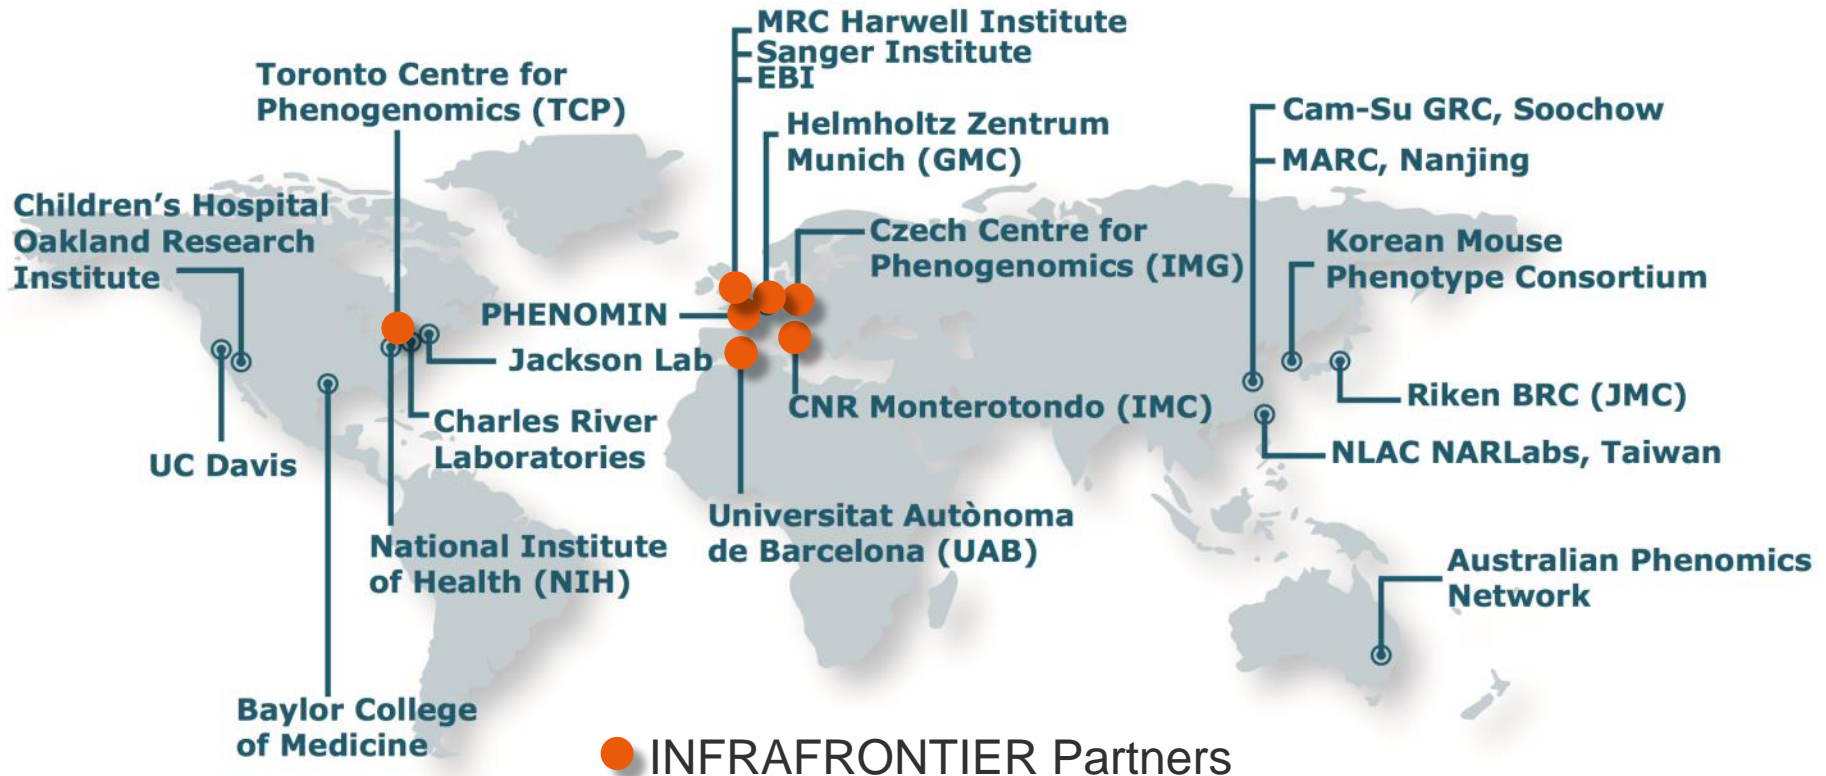 MRC Harwell Institute
Sanger Institute
EBI
Toronto Centre for
Phenogenomics (TCP)
Helmholtz Zentrum
Munich (GMC)
Cam-Su GRC, Soochow
MARC, Nanjing
Children’s Hospital
Oakland Research
Institute
Czech Centre for
Phenogenomics (IMG)
Korean Mouse
Phenotype Consortium
PHENOMIN
Jackson Lab
CNR Monterotondo (IMC)
Riken BRC (JMC)
Charles River
Laboratories
UC Davis
NLAC NARLabs, Taiwan
Universitat Autònoma
de Barcelona (UAB)
National Institute
of Health (NIH)
Australian Phenomics
Network
Baylor College
of Medicine
INFRAFRONTIER Partners